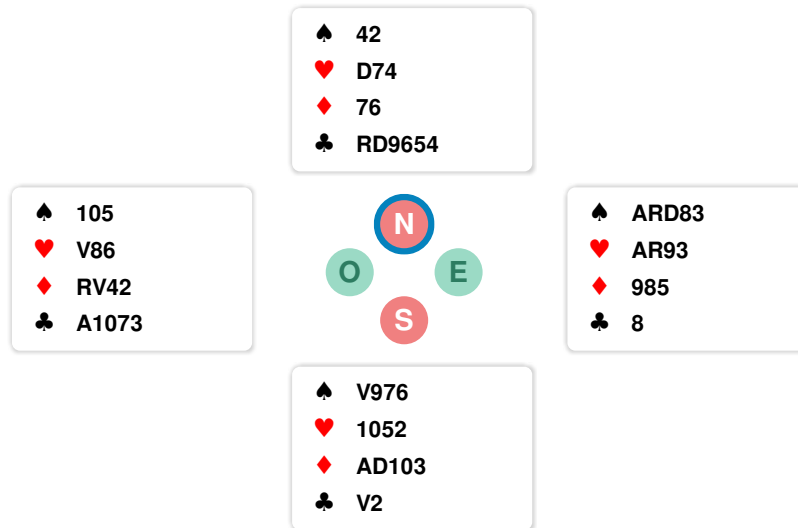 ♠ 42
♥ D74
♦ 76
♣ RD9654
♠ 105
♥ V86
♦ RV42
♣ A1073
N
O E
S
♠ ARD83
♥ AR93
♦ 985
♣ 8
♠ V976
♥ 1052
♦ AD103
♣ V2